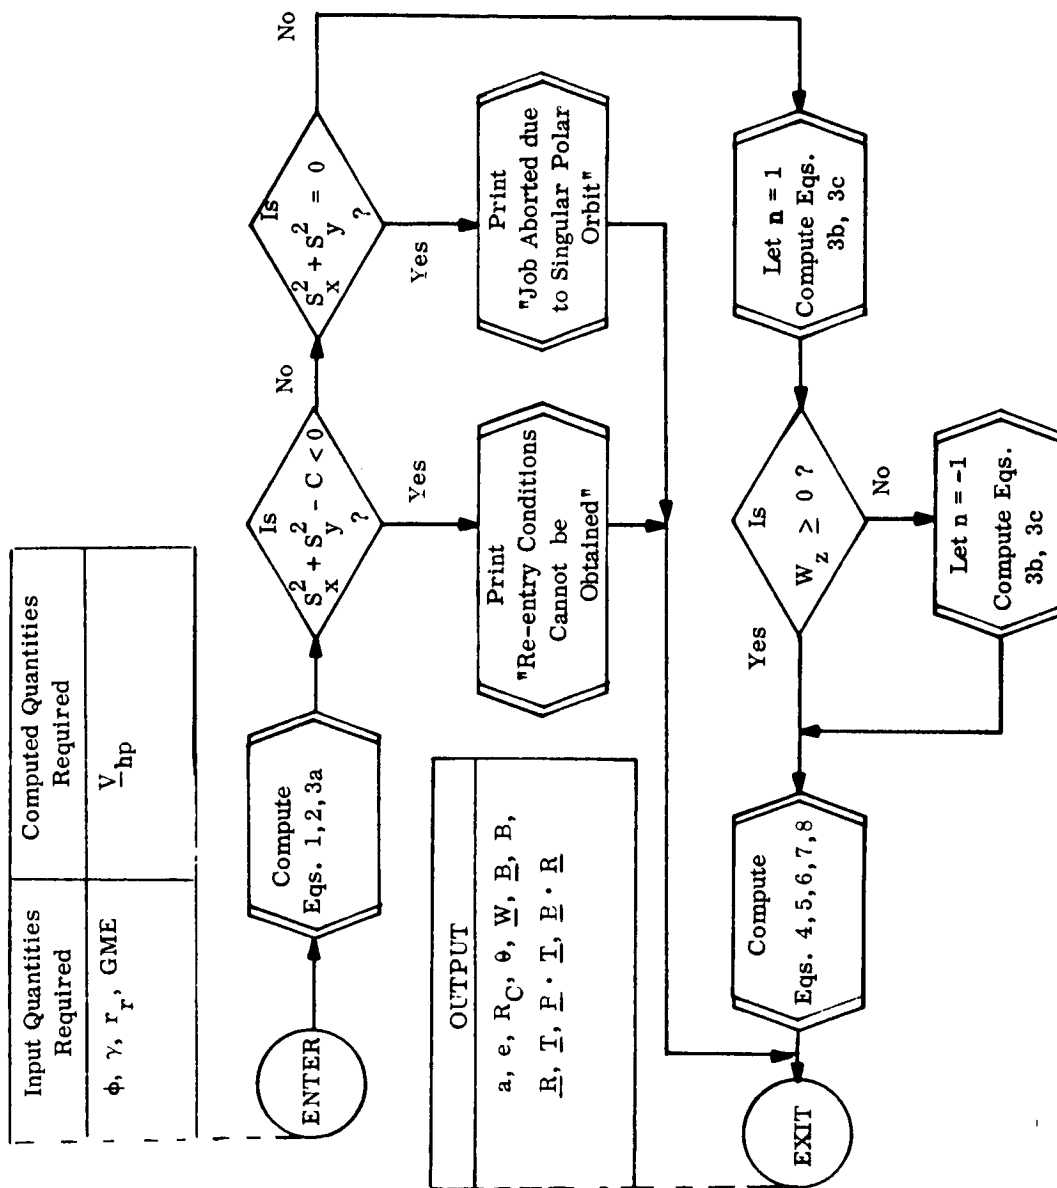 Input Quantities
Required
Computed Quantities
Required
ϕ, γ, r_r, GME
V_hp
ENTER
Compute
Eqs. 1, 2, 3a
Is
S_x^2 + S_y^2 - C < 0
?
No
Yes
Print
"Re-entry Conditions
Cannot be
Obtained"
Is
S_x^2 + S_y^2 = 0
?
No
Yes
Print
"Job Aborted due
to Singular Polar
Orbit"
Let n = 1
Compute Eqs.
3b, 3c
Is
W_z ≥ 0 ?
Yes
No
Let n = -1
Compute Eqs.
3b, 3c
Compute
Eqs. 4, 5, 6, 7, 8
EXIT
OUTPUT
a, e, R_C, θ, W, B, B,
R, T, B · T, B · R